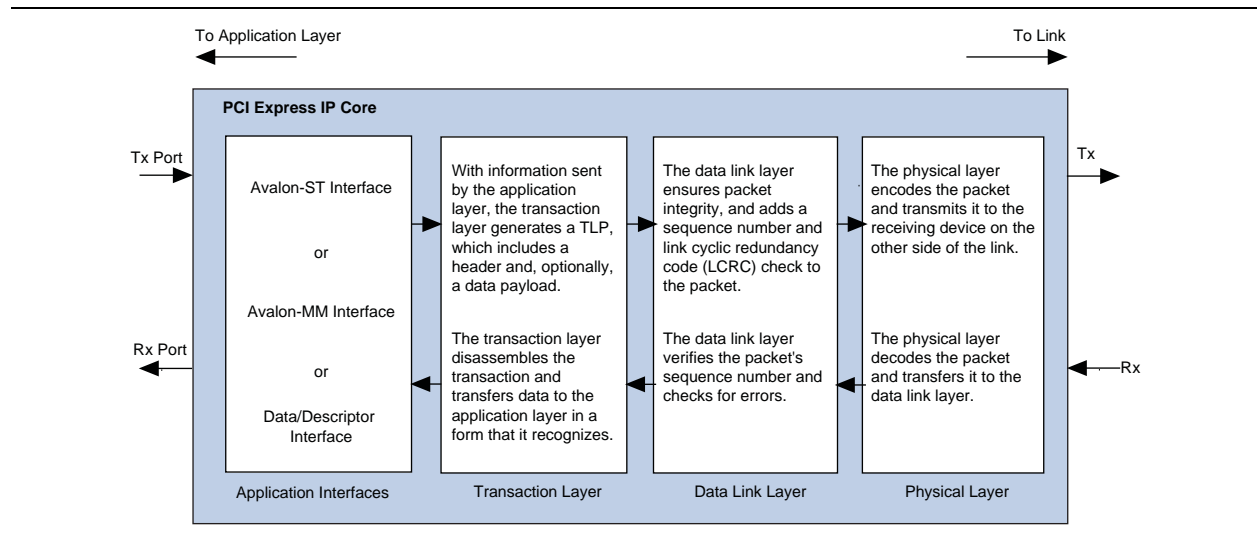 To Application Layer
To Link
PCI Express IP Core
Tx Port
Tx
Avalon-ST Interface
or
Avalon-MM Interface
or
Data/Descriptor
Interface
With information sent
by the application
layer, the transaction
layer generates a TLP,
which includes a
header and, optionally,
a data payload.
The data link layer
ensures packet
integrity, and adds a
sequence number and
link cyclic redundancy
code (LCRC) check to
the packet.
The physical layer
encodes the packet
and transmits it to the
receiving device on the
other side of the link.
Rx Port
The transaction layer
disassembles the
transaction and
transfers data to the
application layer in a
form that it recognizes.
The data link layer
verifies the packet's
sequence number and
checks for errors.
The physical layer
decodes the packet
and transfers it to the
data link layer.
Rx
Application Interfaces
Transaction Layer
Data Link Layer
Physical Layer